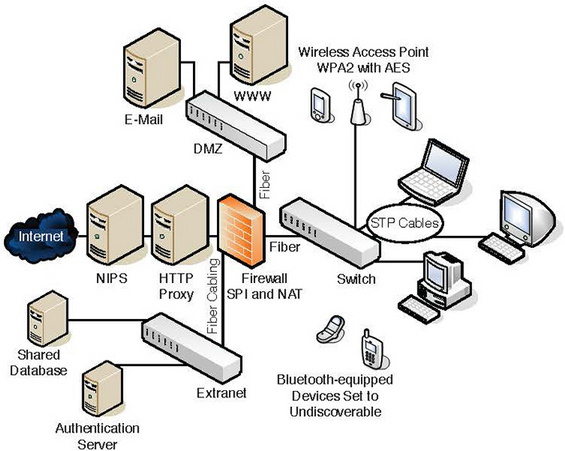 E-Mail
WWW
Wireless Access Point
WPA2 with AES
DMZ
Fiber
STP Cables
Internet
NIPS
HTTP
Proxy
Firewall
SPI and NAT
Fiber
Switch
Fiber Cabling
Shared
Database
Extranet
Authentication
Server
Bluetooth-equipped
Devices Set to
Undiscoverable